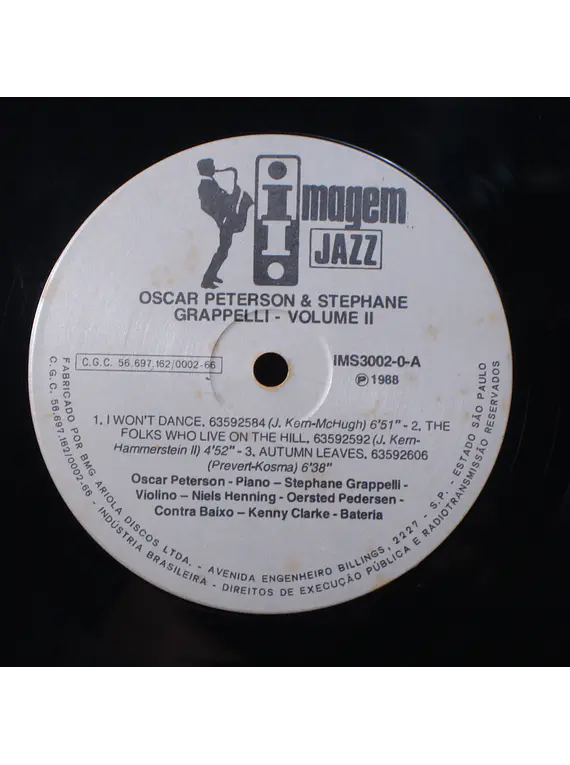 imagem
JAZZ
OSCAR PETERSON & STEPHANE
GRAPPELLI - VOLUME II
C.G.C. 56.697.162/0002-66
IMS3002-0-A
Ⓟ 1988
1. I WON'T DANCE. 63592584 (J. Kern-McHugh) 6'51" - 2. THE
FOLKS WHO LIVE ON THE HILL. 63592592 (J. Kern-
Hammerstein II) 4'52" - 3. AUTUMN LEAVES. 63592606
(Prevert-Kosma) 6'38"
Oscar Peterson - Piano - Stephane Grappelli -
Violino - Niels Henning - Oersted Pedersen -
Contra Baixo - Kenny Clarke - Bateria
FABRICADO POR BMG ARIOLA DISCOS LTDA. - AVENIDA ENGENHEIRO BILLINGS, 2227 - S.P. - ESTADO SÃO PAULO
C.G.C. 56.697.162/0002-66 - INDÚSTRIA BRASILEIRA - DIREITOS DE EXECUÇÃO PÚBLICA E RADIOTRANSMISSÃO RESERVADOS